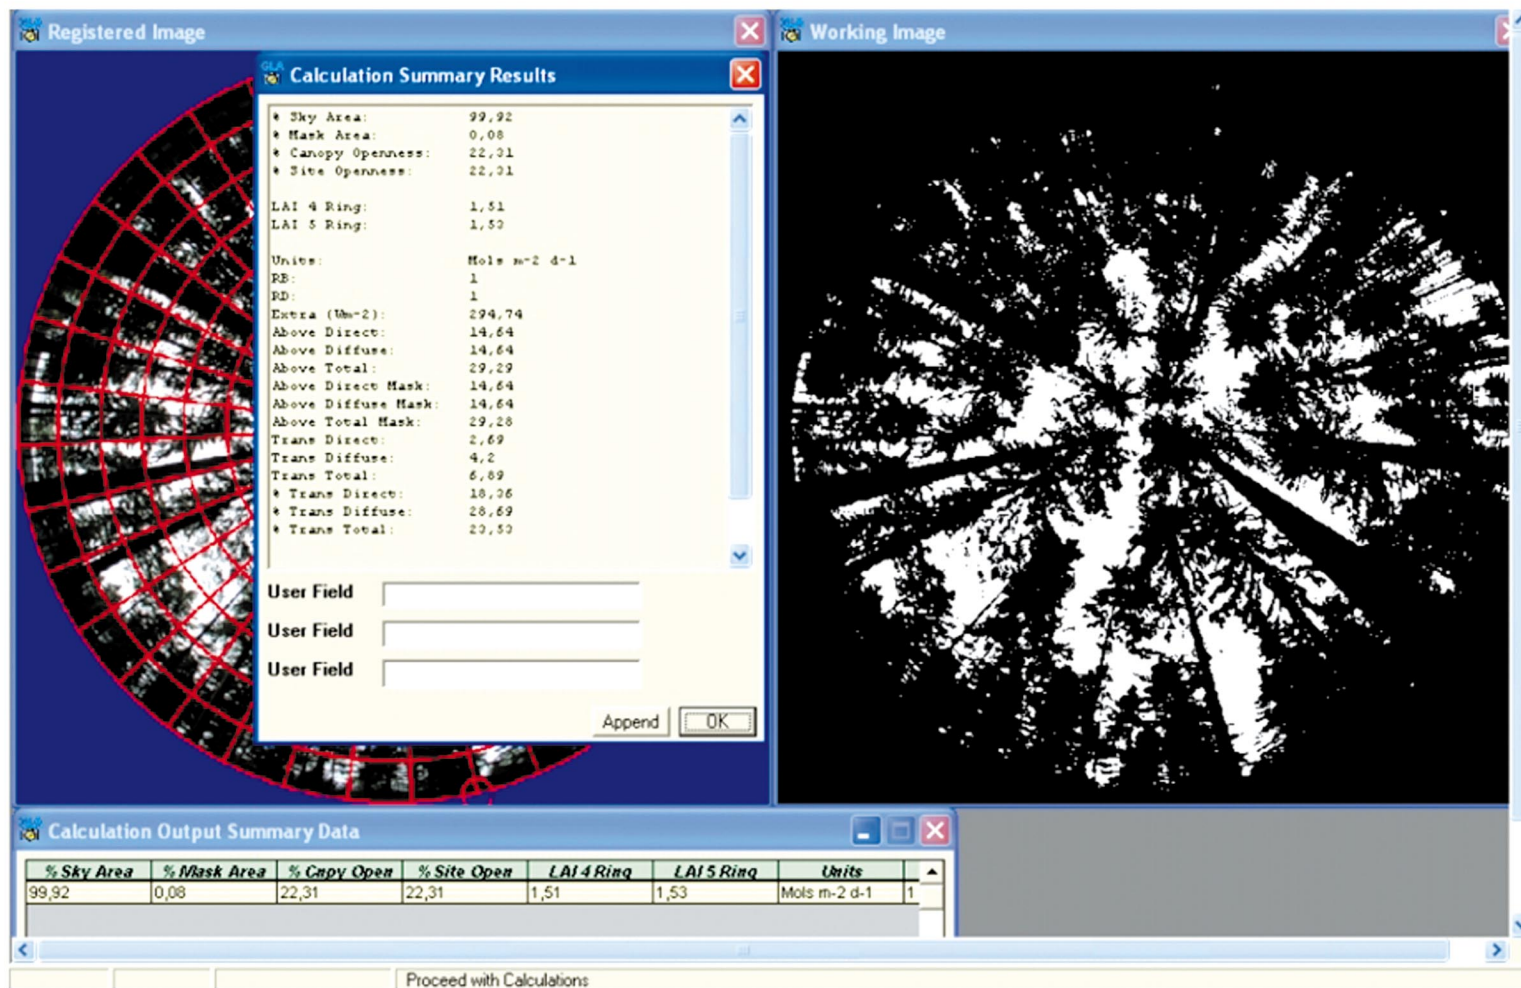 Registered Image
Working Image
GLA
Calculation Summary Results
% Sky Area: 99,92
% Mask Area: 0,08
% Canopy Openness: 22,31
% Site Openness: 22,31
LAI 4 Ring: 1,51
LAI 5 Ring: 1,53
Units: Mols m-2 d-1
RB: 1
RD: 1
Extra (Wm-2): 294,74
Above Direct: 14,64
Above Diffuse: 14,64
Above Total: 29,29
Above Direct Mask: 14,64
Above Diffuse Mask: 14,64
Above Total Mask: 29,28
Trans Direct: 2,69
Trans Diffuse: 4,2
Trans Total: 6,89
% Trans Direct: 18,36
% Trans Diffuse: 28,69
% Trans Total: 23,53
User Field
User Field
User Field
Append OK
Calculation Output Summary Data
% Sky Area % Mask Area % Cnpy Open % Site Open LAI 4 Ring LAI 5 Ring Units
99,92 0,08 22,31 22,31 1,51 1,53 Mols m-2 d-1 1
Proceed with Calculations